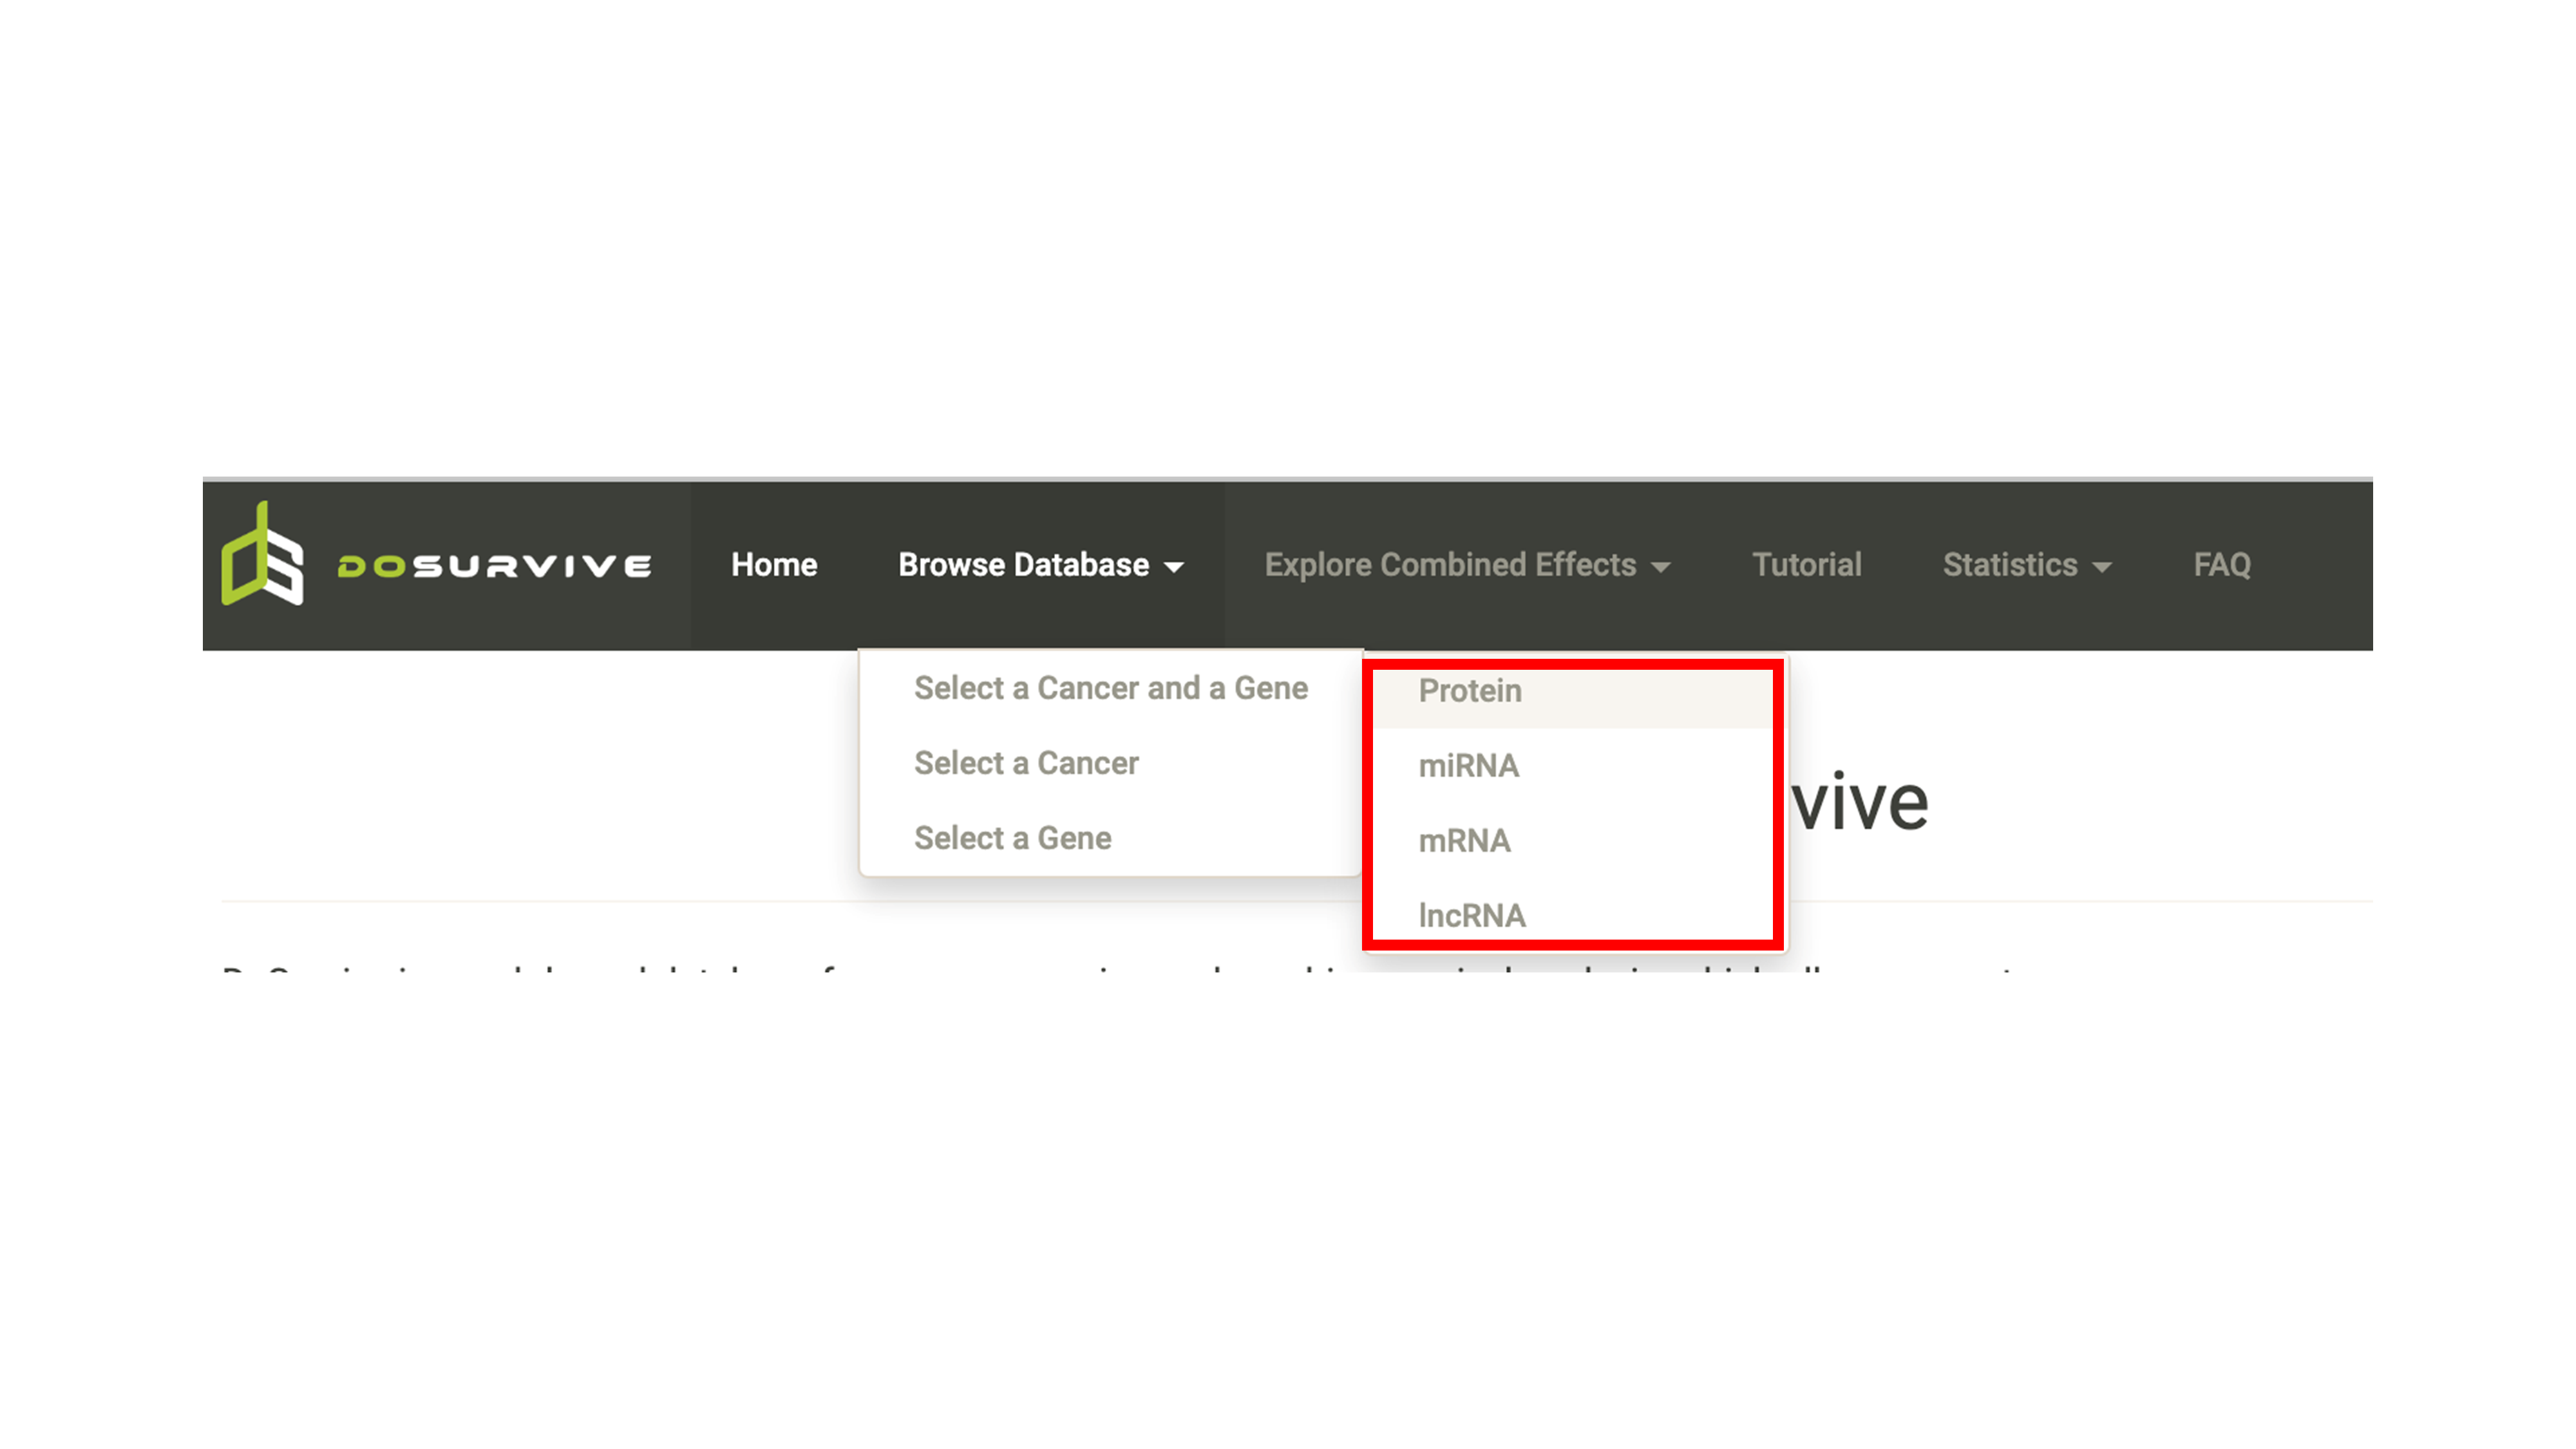 DOSURVIVE Home Browse Database Explore Combined Effects Tutorial Statistics FAQ
Select a Cancer and a Gene Protein
Select a Cancer miRNA
vive
Select a Gene mRNA
lncRNA